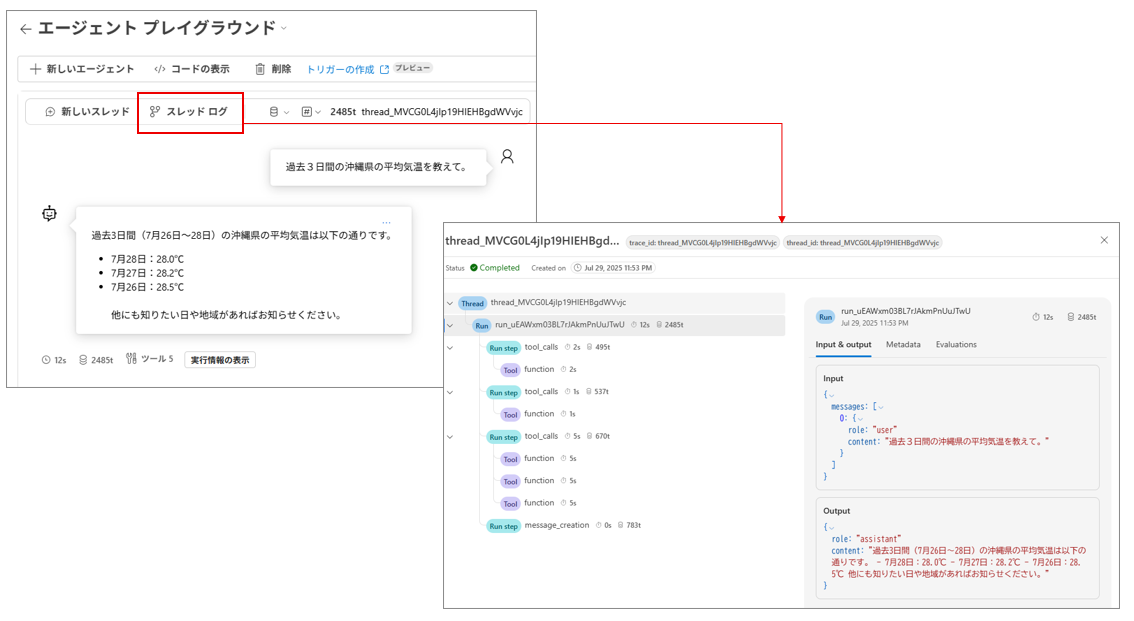 エージェント プレイグラウンド
新しいエージェント コードの表示 削除 トリガーの作成 プレビュー
新しいスレッド スレッド ログ 2485t thread_MVCG0L4jIp19HIEHBgdWVvjc
過去３日間の沖縄県の平均気温を教えて。
...
過去3日間（7月26日～28日）の沖縄県の平均気温は以下の通りです。
• 7月28日：28.0℃
• 7月27日：28.2℃
• 7月26日：28.5℃
他にも知りたい日や地域があればお知らせください。
12s 2485t ツール 5 実行情報の表示
thread_MVCG0L4jIp19HIEHBgd... trace_id: thread_MVCG0L4jIp19HIEHBgdWVvjc thread_id: thread_MVCG0L4jIp19HIEHBgdWVvjc
Status Completed Created on Jul 29, 2025 11:53 PM
Thread thread_MVCG0L4jIp19HIEHBgdWVvjc
Run run_uEAWxm03BL7rJAkmPnUuJTwU 12s 2485t
Run step tool_calls 2s 495t
Tool function 2s
Run step tool_calls 1s 537t
Tool function 1s
Run step tool_calls 5s 670t
Tool function 5s
Tool function 5s
Tool function 5s
Run step message_creation 0s 783t
Run run_uEAWxm03BL7rJAkmPnUuJTwU 12s 2485t
Jul 29, 2025 11:53 PM
Input & output Metadata Evaluations
Input
{
messages: [
0: {
role: "user"
content: "過去３日間の沖縄県の平均気温を教えて。"
}
]
}
Output
{
role: "assistant"
content: "過去3日間（7月26日～28日）の沖縄県の平均気温は以下の
通りです。 - 7月28日：28.0℃ - 7月27日：28.2℃ - 7月26日：28.
5℃ 他にも知りたい日や地域があればお知らせください。"
}